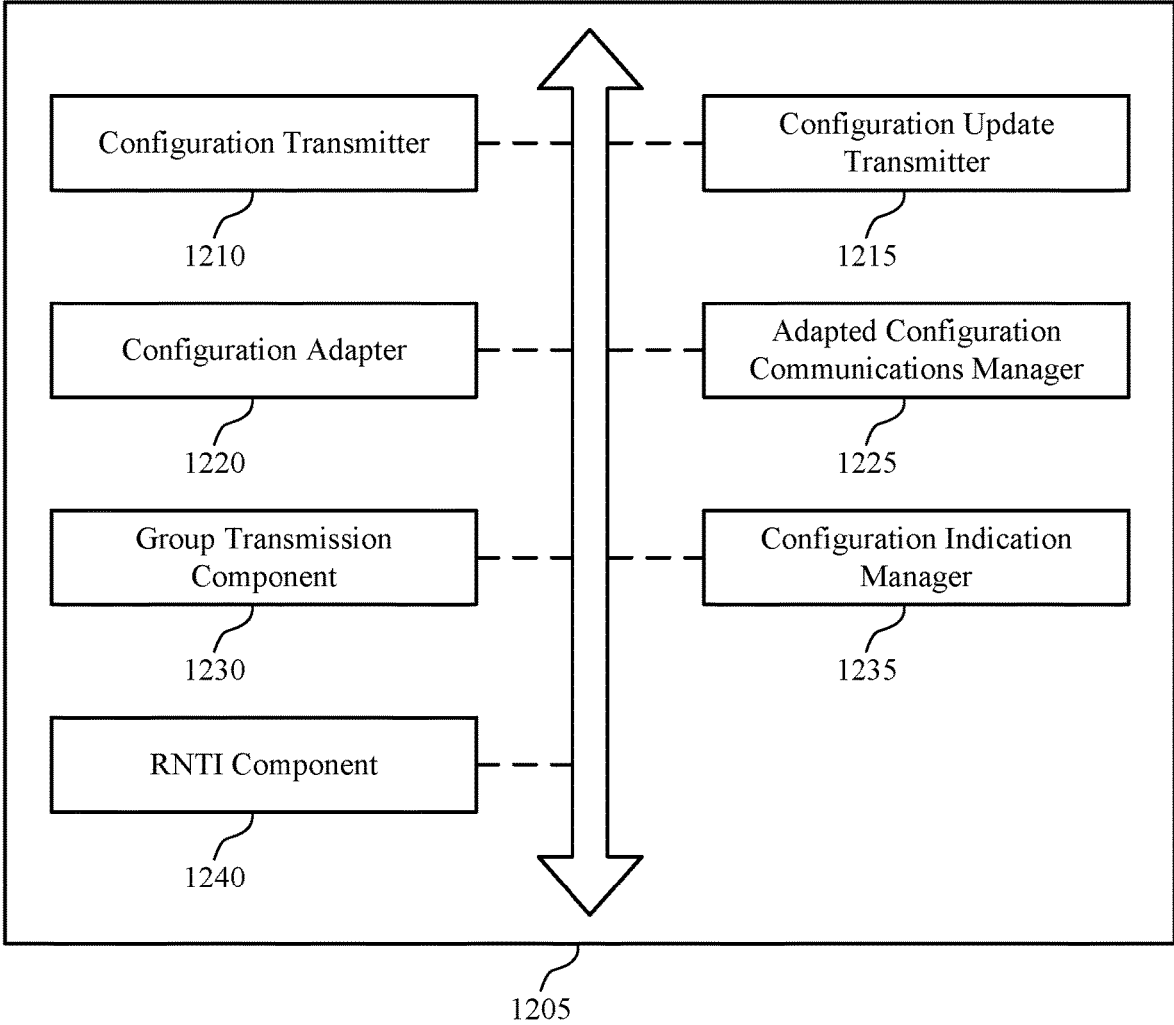 Configuration Transmitter
1210
Configuration Update
Transmitter
1215
Configuration Adapter
1220
Adapted Configuration
Communications Manager
1225
Group Transmission
Component
1230
Configuration Indication
Manager
1235
RNTI Component
1240
1205